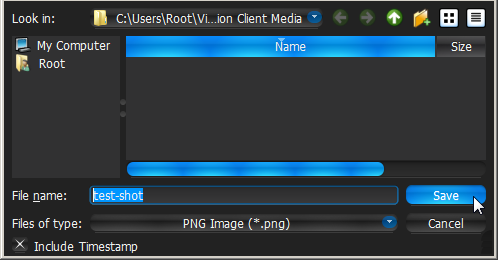 Look in: C:\Users\Root\Vi...ion Client Media
My Computer
Root
Name Size
File name: test-shot Save
Files of type: PNG Image (*.png) Cancel
Include Timestamp